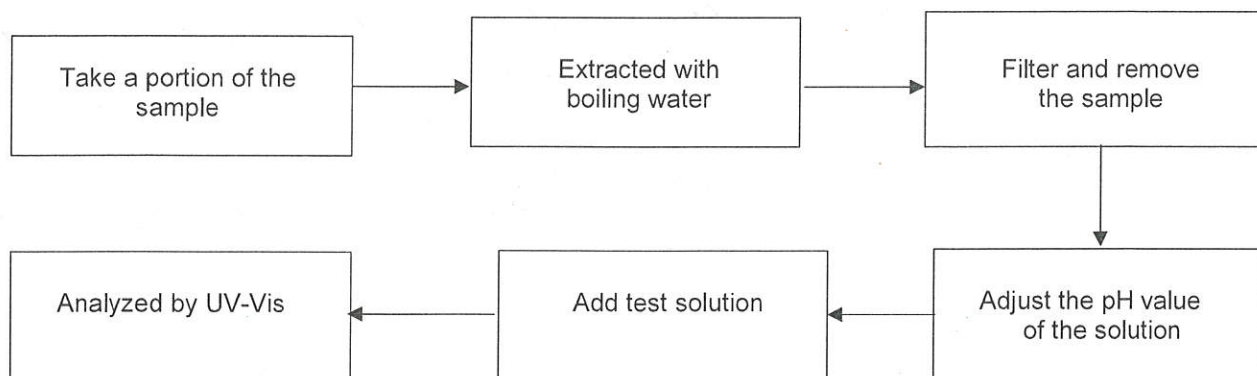 Take a portion of the
sample
Extracted with
boiling water
Filter and remove
the sample
Adjust the pH value
of the solution
Add test solution
Analyzed by UV-Vis